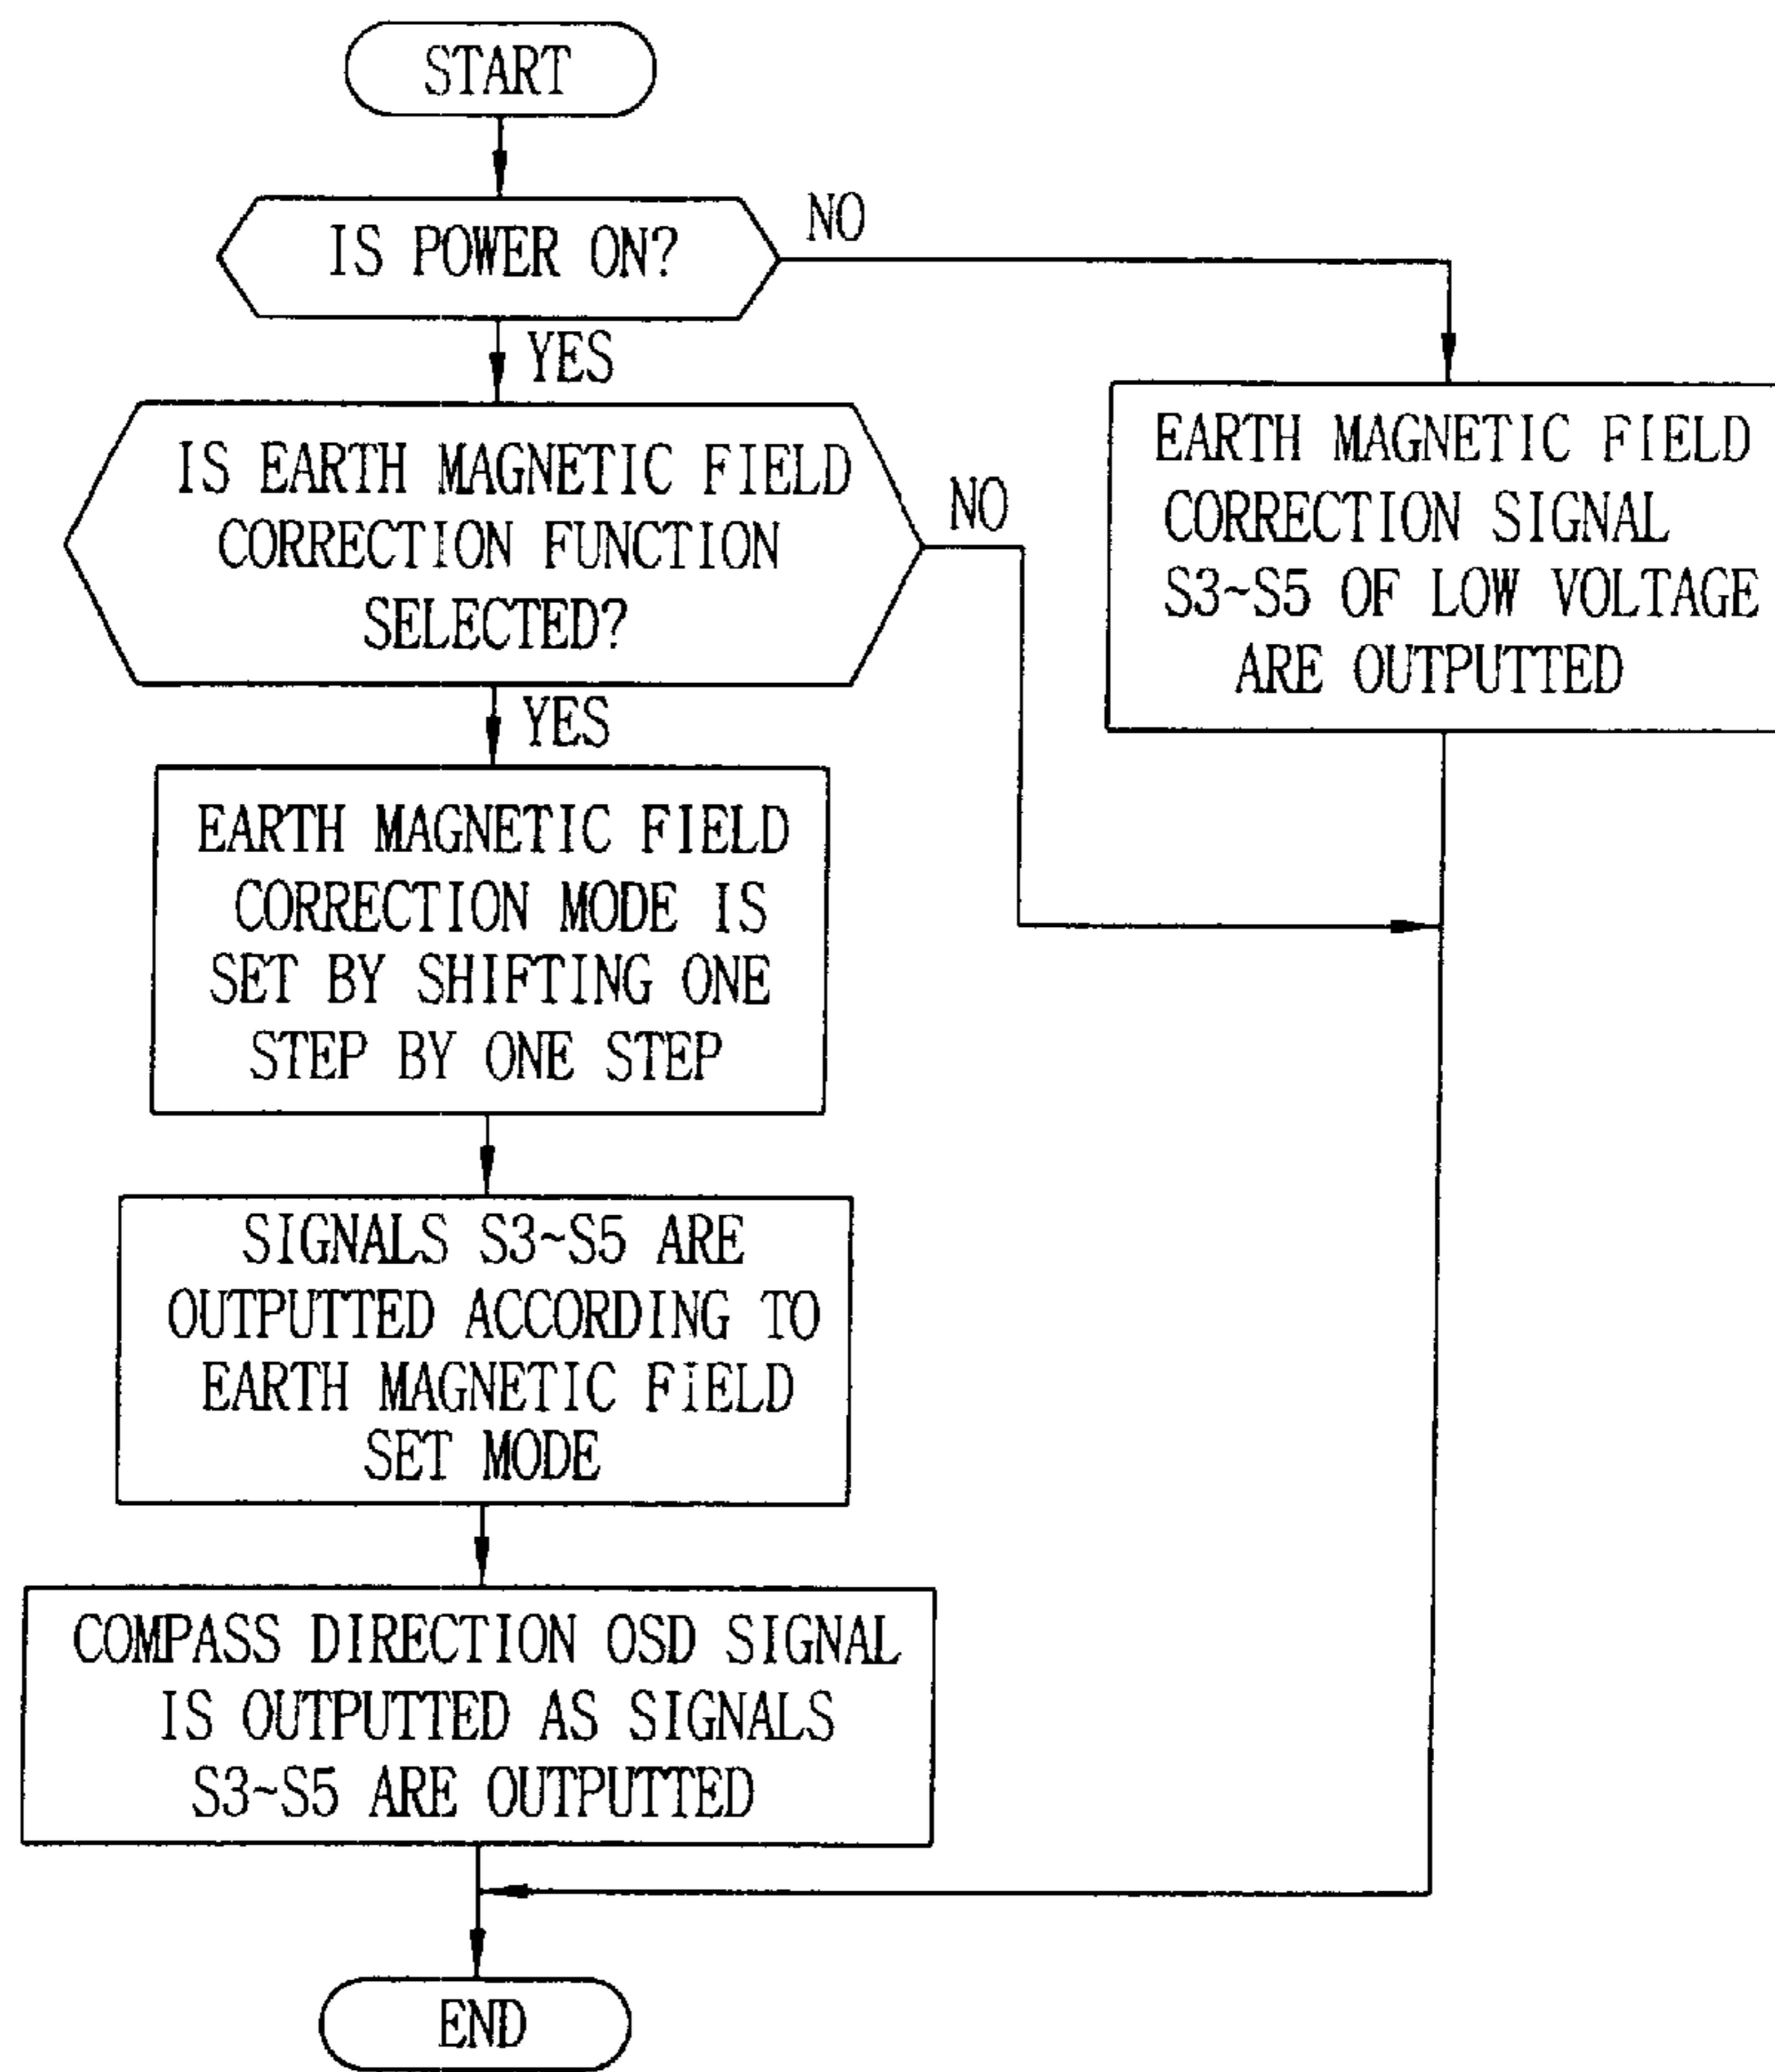 START
IS POWER ON?
NO
YES
IS EARTH MAGNETIC FIELD
CORRECTION FUNCTION
SELECTED?
NO
YES
EARTH MAGNETIC FIELD
CORRECTION SIGNAL
S3~S5 OF LOW VOLTAGE
ARE OUTPUTTED
EARTH MAGNETIC FIELD
CORRECTION MODE IS
SET BY SHIFTING ONE
STEP BY ONE STEP
SIGNALS S3~S5 ARE
OUTPUTTED ACCORDING TO
EARTH MAGNETIC FiELD
SET MODE
COMPASS DIRECTION OSD SIGNAL
IS OUTPUTTED AS SIGNALS
S3~S5 ARE OUTPUTTED
END